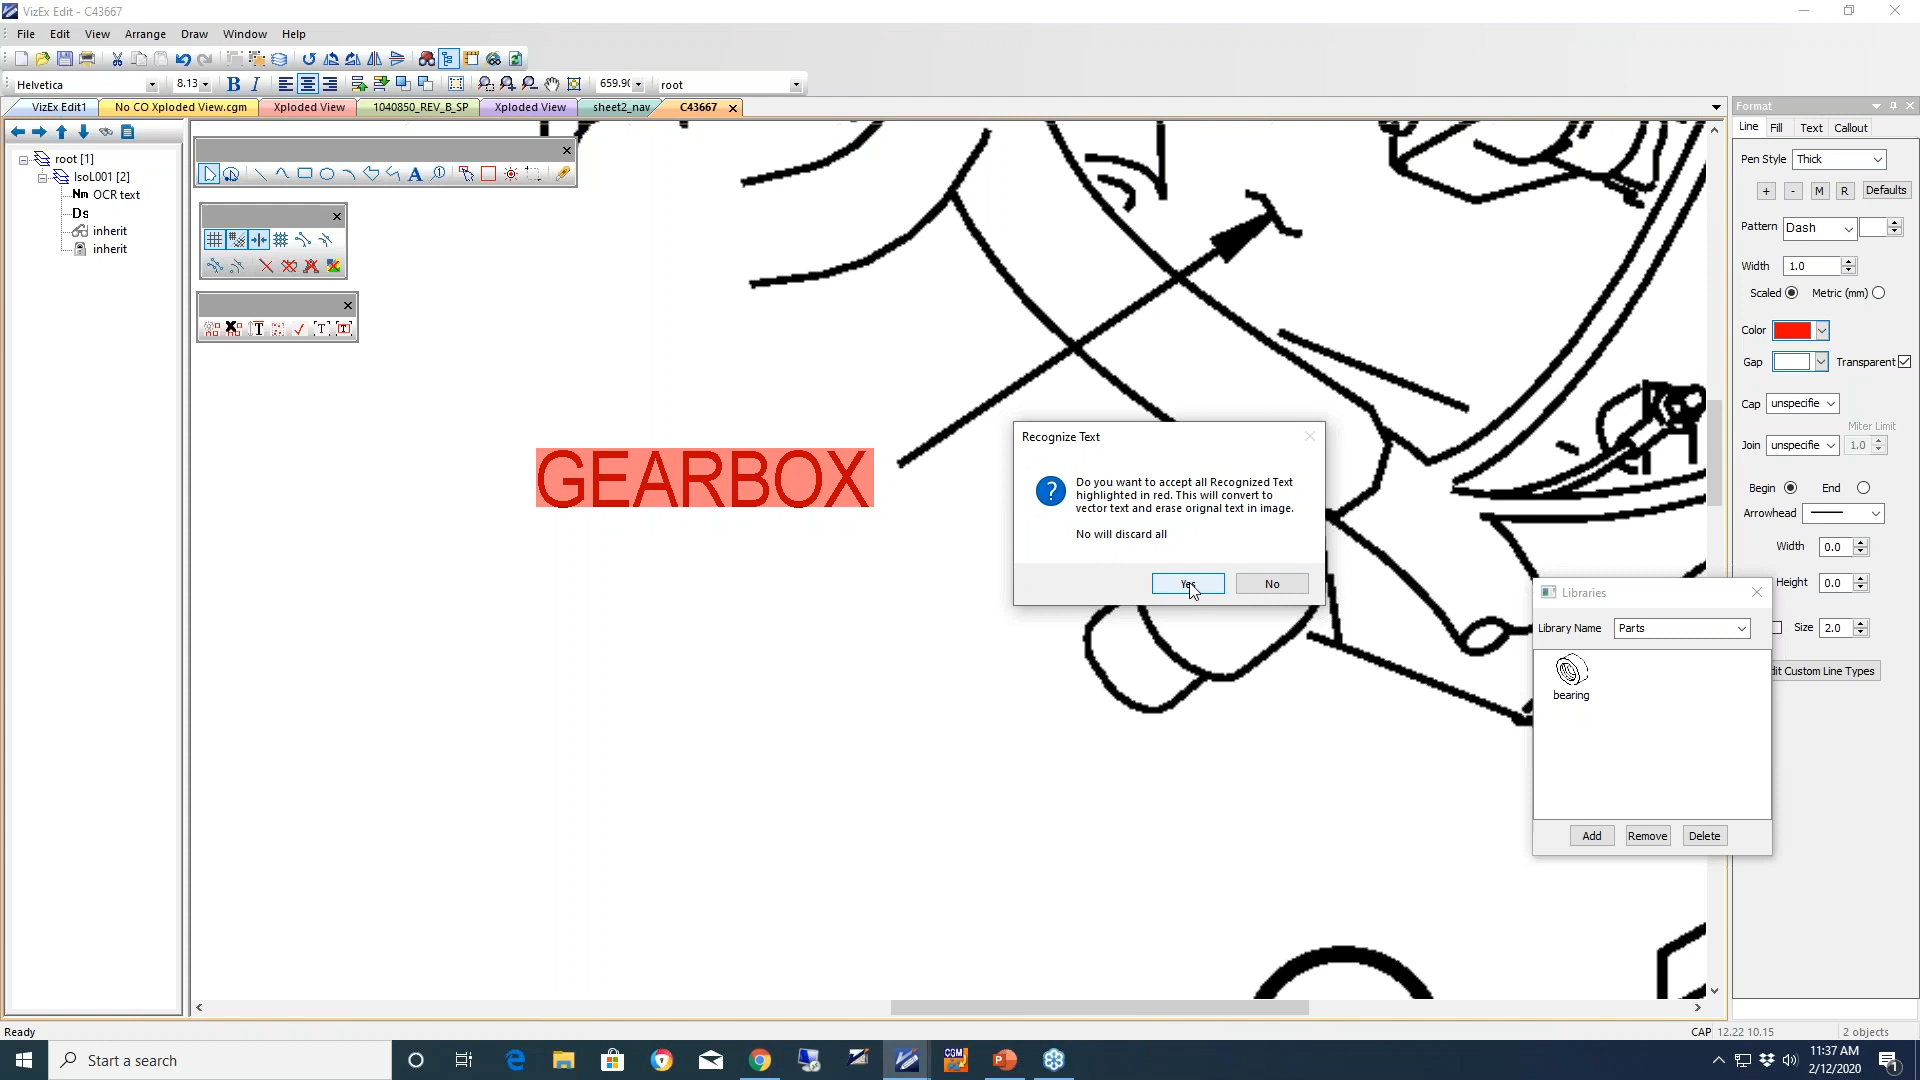 VizEx Edit - C43667
File Edit View Arrange Draw Window Help
Helvetica 8.13 B I 659.90 root
VizEx Edit1 No CO Xploded View.cgm Xploded View 1040850_REV_B_SP Xploded View sheet2_nav C43667
Format
Line Fill Text Callout
root [1]
IsoL001 [2]
Nm OCR text
Ds
inherit
inherit
Pen Style Thick
+ - M R Defaults
Pattern Dash
Width 1.0
Scaled Metric (mm)
Color
Gap Transparent
Cap unspecifie
Miter Limit
Join unspecifie 1.0
Begin End
Arrowhead
Width 0.0
Height 0.0
Size 2.0
dit Custom Line Types
GEARBOX
Recognize Text
Do you want to accept all Recognized Text
highlighted in red. This will convert to
vector text and erase orignal text in image.
No will discard all
Yes No
Libraries
Library Name Parts
bearing
Add Remove Delete
Ready CAP 12.22 10.15 2 objects
Start a search
CGM
11:37 AM
2/12/2020
1